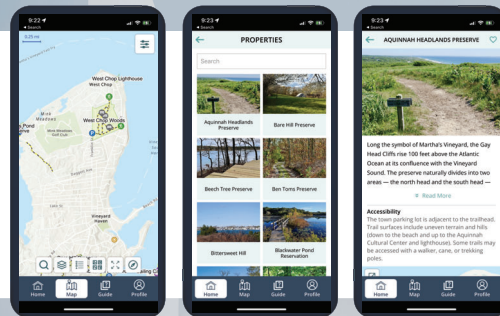 9:22
Search
0.25 mi
West Chop Lighthouse
West Chop
Mink
Meadows
West Chop Woods
Pond
Mink Meadows
Golf Club
Vineyard
Haven
Home
Map
Guide
Profile
9:23
Search
PROPERTIES
Search
Aquinnah Headlands
Preserve
Bare Hill Preserve
Beech Tree Preserve
Ben Toms Preserve
Bittersweet Hill
Blackwater Pond
Reservation
Home
Map
Guide
Profile
9:23
Search
AQUINNAH HEADLANDS PRESERVE
Long the symbol of Martha's Vineyard, the Gay
Head Cliffs rise 100 feet above the Atlantic
Ocean at its confluence with the Vineyard
Sound. The preserve naturally divides into two
areas — the north head and the south head —
Read More
Accessibility
The town parking lot is adjacent to the trailhead.
Trail surfaces include uneven terrain and hills
(down to the beach and up to the Aquinnah
Cultural Center and lighthouse). Some trails may
be accessed with a walker, cane, or trekking
poles.
Home
Map
Guide
Profile